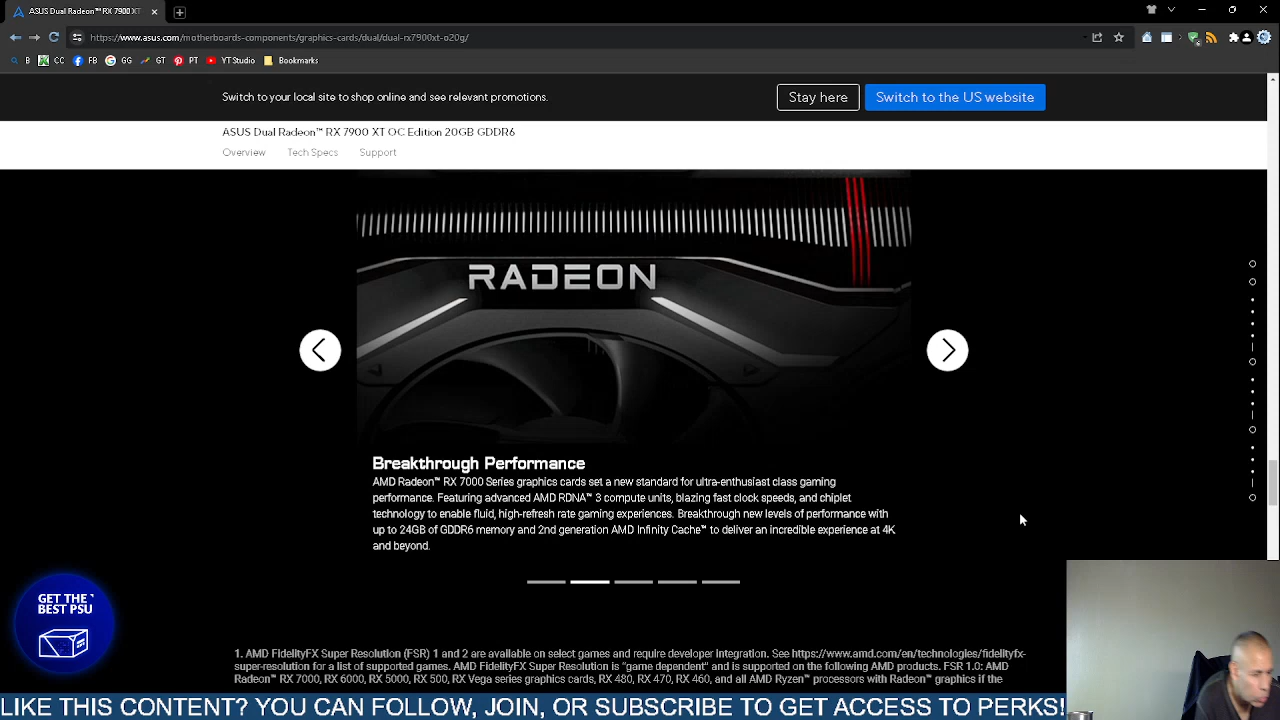 ASUS Dual Radeon™ RX 7900 XT
https://www.asus.com/motherboards-components/graphics-cards/dual/dual-rx7900xt-o20g/
B CC FB GG GT PT YT Studio Bookmarks
Switch to your local site to shop online and see relevant promotions.
Stay here
Switch to the US website
ASUS Dual Radeon™ RX 7900 XT OC Edition 20GB GDDR6
Overview Tech Specs Support
RADEON
Breakthrough Performance
AMD Radeon™ RX 7000 Series graphics cards set a new standard for ultra-enthusiast class gaming
performance. Featuring advanced AMD RDNA™ 3 compute units, blazing fast clock speeds, and chiplet
technology to enable fluid, high-refresh rate gaming experiences. Breakthrough new levels of performance with
up to 24GB of GDDR6 memory and 2nd generation AMD Infinity Cache™ to deliver an incredible experience at 4K
and beyond.
GET THE
BEST PSU
1. AMD FidelityFX Super Resolution (FSR) 1 and 2 are available on select games and require developer integration. See https://www.amd.com/en/technologies/fidelityfx-
super-resolution for a list of supported games. AMD FidelityFX Super Resolution is "game dependent" and is supported on the following AMD products. FSR 1.0: AMD
Radeon™ RX 7000, RX 6000, RX 5000, RX 500, RX Vega series graphics cards, RX 480, RX 470, RX 460, and all AMD Ryzen™ processors with Radeon™ graphics if the
LIKE THIS CONTENT? YOU CAN FOLLOW, JOIN, OR SUBSCRIBE TO GET ACCESS TO PERKS!